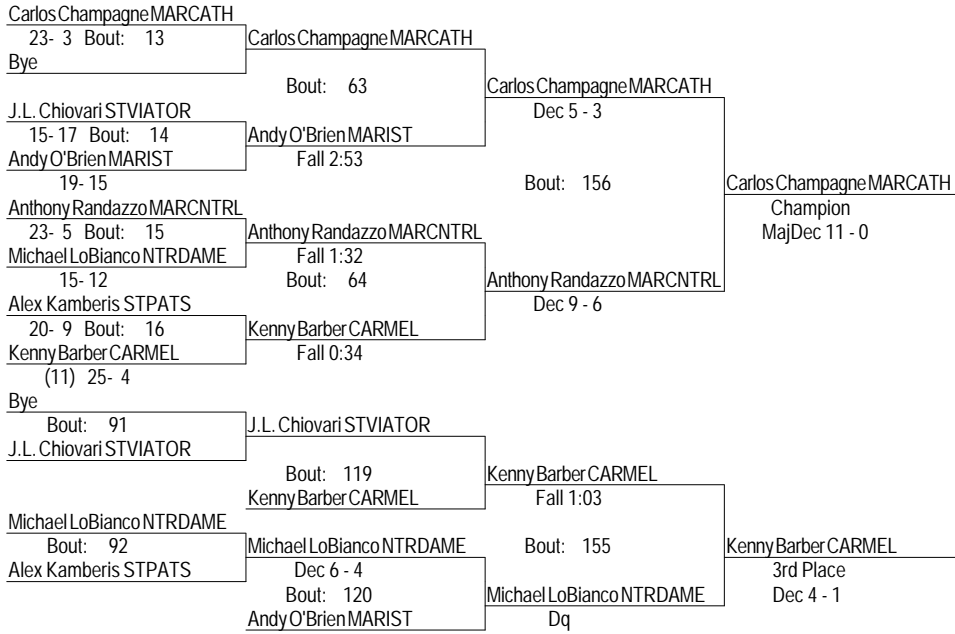 Carlos Champagne MARCATH
23- 3 Bout: 13
Carlos Champagne MARCATH
Bye
Bout: 63
Carlos Champagne MARCATH
J.L. Chiovari STVIATOR
Dec 5 - 3
15- 17 Bout: 14
Andy O'Brien MARIST
Andy O'Brien MARIST
Fall 2:53
19- 15
Bout: 156
Carlos Champagne MARCATH
Anthony Randazzo MARCNTRL
Champion
23- 5 Bout: 15
Anthony Randazzo MARCNTRL
MajDec 11 - 0
Michael LoBianco NTRDAME
Fall 1:32
15- 12
Bout: 64
Anthony Randazzo MARCNTRL
Alex Kamberis STPATS
Dec 9 - 6
20- 9 Bout: 16
Kenny Barber CARMEL
Kenny Barber CARMEL
Fall 0:34
(11) 25- 4
Bye
Bout: 91
J.L. Chiovari STVIATOR
J.L. Chiovari STVIATOR
Bout: 119
Kenny Barber CARMEL
Kenny Barber CARMEL
Fall 1:03
Michael LoBianco NTRDAME
Bout: 92
Michael LoBianco NTRDAME
Bout: 155
Kenny Barber CARMEL
Alex Kamberis STPATS
Dec 6 - 4
3rd Place
Bout: 120
Michael LoBianco NTRDAME
Dec 4 - 1
Andy O'Brien MARIST
Dq